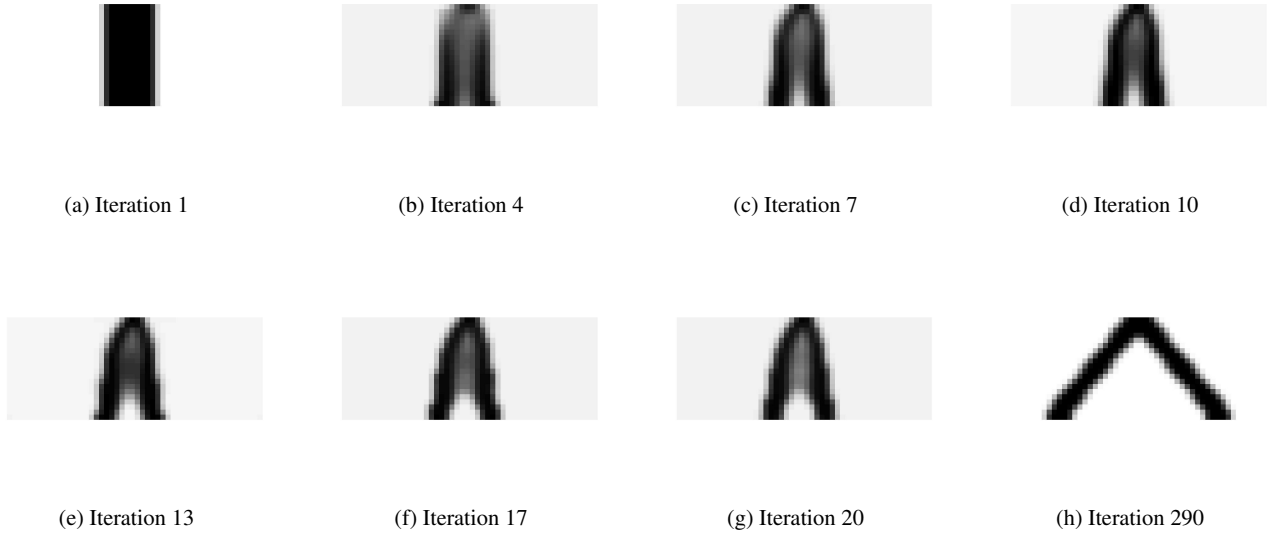 (a) Iteration 1
(b) Iteration 4
(c) Iteration 7
(d) Iteration 10
(e) Iteration 13
(f) Iteration 17
(g) Iteration 20
(h) Iteration 290